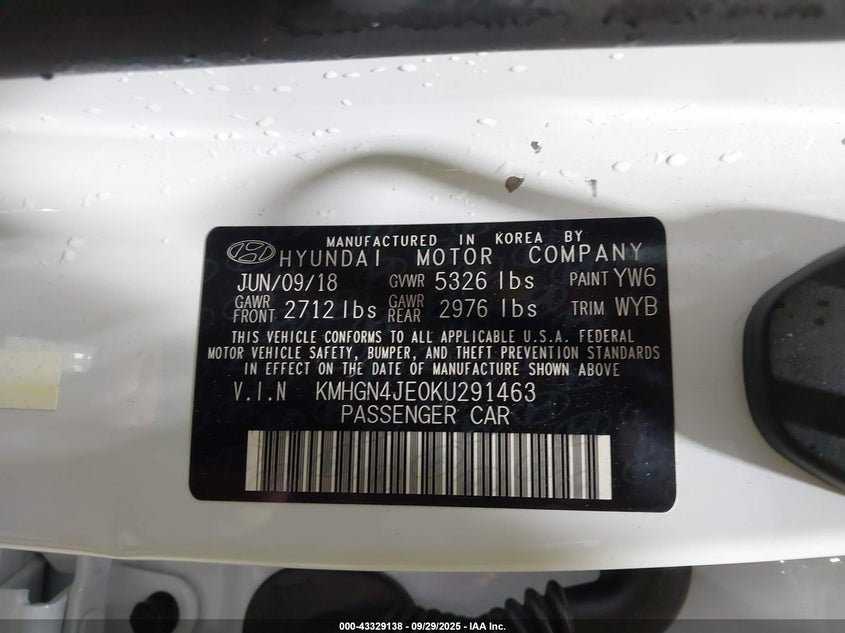 MANUFACTURED IN KOREA BY
HYUNDAI MOTOR COMPANY
JUN/09/18 GVWR 5326 lbs PAINT YW6
GAWR FRONT 2712 lbs GAWR REAR 2976 lbs TRIM WYB
THIS VEHICLE CONFORMS TO ALL APPLICABLE U.S.A. FEDERAL
MOTOR VEHICLE SAFETY, BUMPER, AND THEFT PREVENTION STANDARDS
IN EFFECT ON THE DATE OF MANUFACTURE SHOWN ABOVE
V.I.N KMHGN4JE0KU291463
PASSENGER CAR
000-43329138 - 09/29/2025 - IAA Inc.